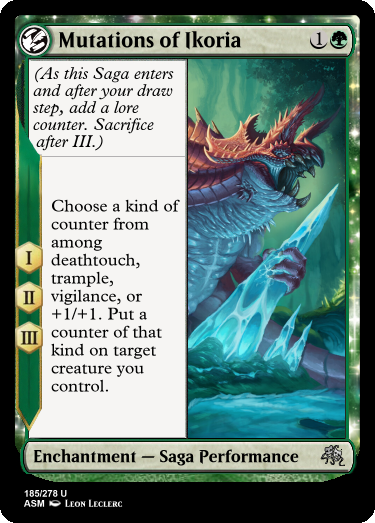 Mutations of Ikoria 1
(As this Saga enters
and after your draw
step, add a lore
counter. Sacrifice
after III.)
I
II
III
Choose a kind of
counter from
among
deathtouch,
trample,
vigilance, or
+1/+1. Put a
counter of that
kind on target
creature you
control.
Enchantment — Saga Performance
185/278 U
ASM Leon Leclerc